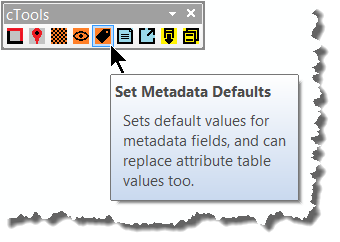 cTools
Set Metadata Defaults
Sets default values for
metadata fields, and can
replace attribute table
values too.